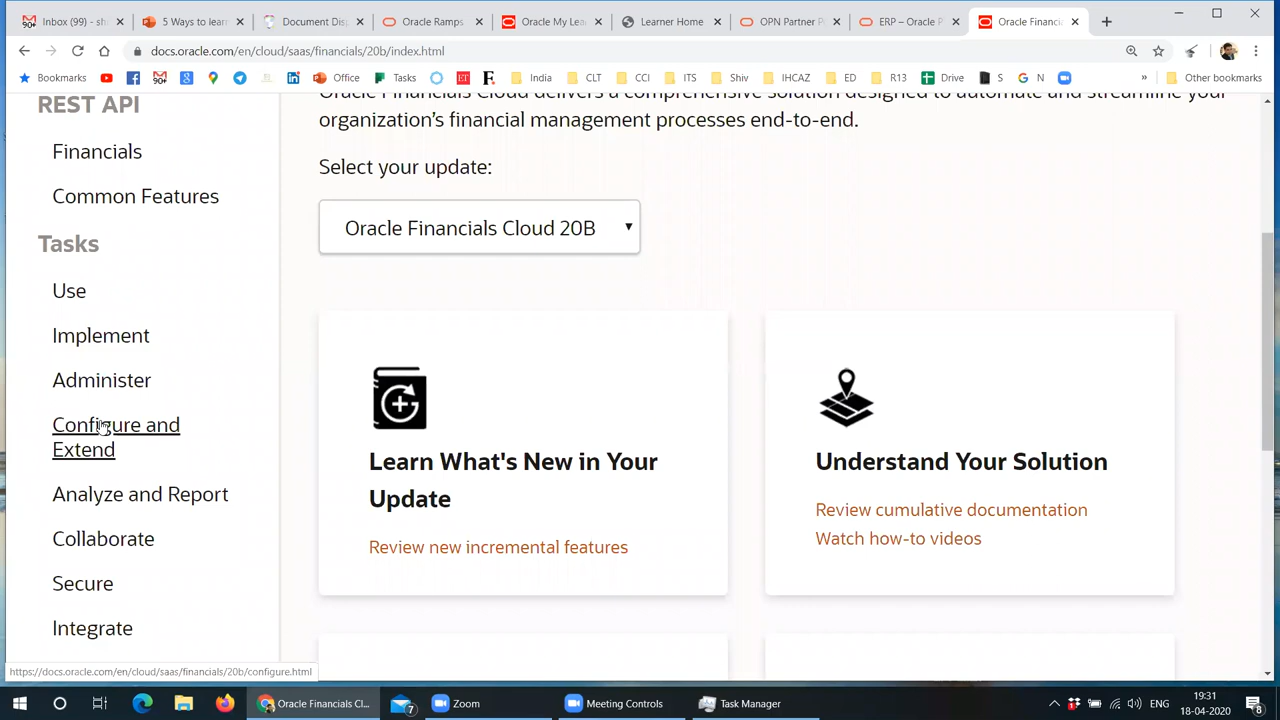 Inbox (99) - sh
5 Ways to learn
Document Dis
Oracle Ramps
Oracle My Lea
Learner Home
OPN Partner P
ERP – Oracle P
Oracle Financi
docs.oracle.com/en/cloud/saas/financials/20b/index.html
Bookmarks
Office
Tasks
ET
F.
India
CLT
CCI
ITS
Shiv
IHCAZ
ED
R13
Drive
S
N
»
Other bookmarks
REST API
Financials
Common Features
Tasks
Use
Implement
Administer
Configure and
Extend
Analyze and Report
Collaborate
Secure
Integrate
https://docs.oracle.com/en/cloud/saas/financials/20b/configure.html
Oracle Financials Cloud delivers a comprehensive solution designed to automate and streamline your
organization's financial management processes end-to-end.
Select your update:
Oracle Financials Cloud 20B
Learn What's New in Your
Update
Review new incremental features
Understand Your Solution
Review cumulative documentation
Watch how-to videos
Oracle Financials Cl...
7
Zoom
Meeting Controls
Task Manager
19:31
18-04-2020
8